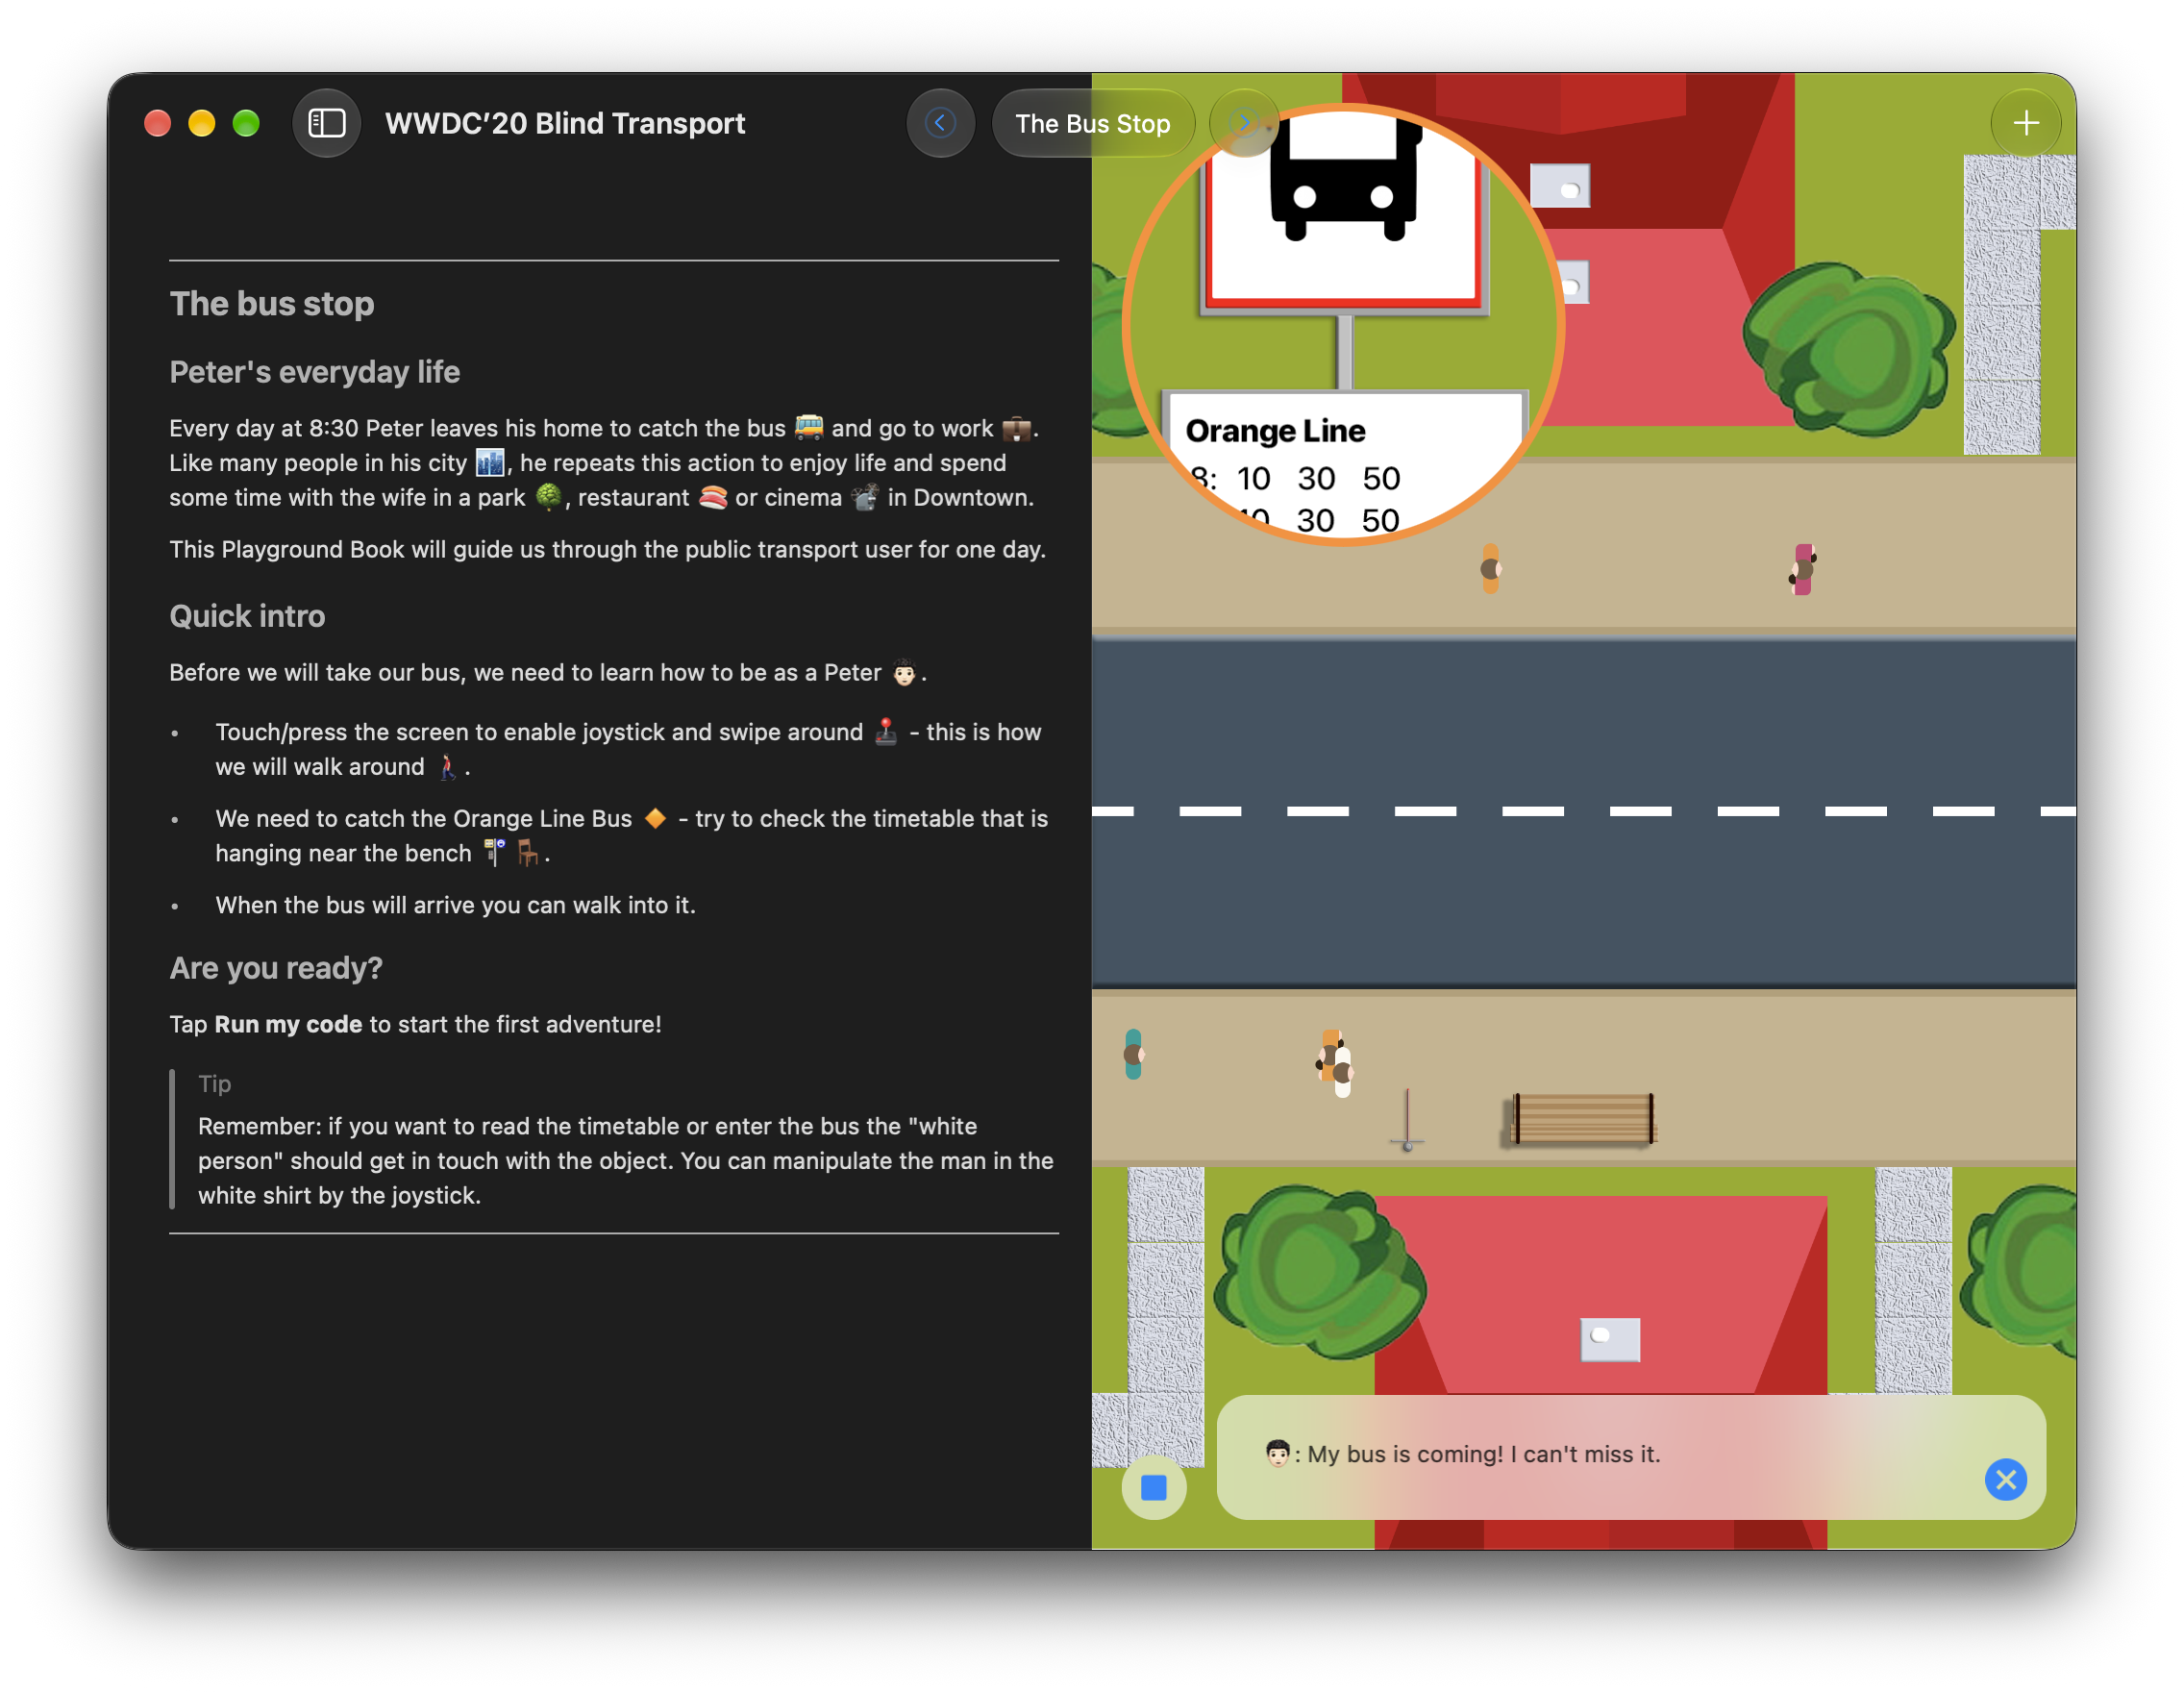 WWDC’20 Blind Transport
The Bus Stop
The bus stop
Peter's everyday life
Every day at 8:30 Peter leaves his home to catch the bus 🚌 and go to work 💼.
Like many people in his city 🏙️, he repeats this action to enjoy life and spend
some time with the wife in a park 🌳, restaurant 🍣 or cinema 📽️ in Downtown.
This Playground Book will guide us through the public transport user for one day.
Quick intro
Before we will take our bus, we need to learn how to be as a Peter 👨🏻.
• Touch/press the screen to enable joystick and swipe around 🕹️ - this is how
we will walk around 🚶.
• We need to catch the Orange Line Bus 🔶 - try to check the timetable that is
hanging near the bench 🚏 🪑.
• When the bus will arrive you can walk into it.
Are you ready?
Tap Run my code to start the first adventure!
Tip
Remember: if you want to read the timetable or enter the bus the "white
person" should get in touch with the object. You can manipulate the man in the
white shirt by the joystick.
Orange Line
8: 10 30 50
10 30 50
👨🏻: My bus is coming! I can't miss it.